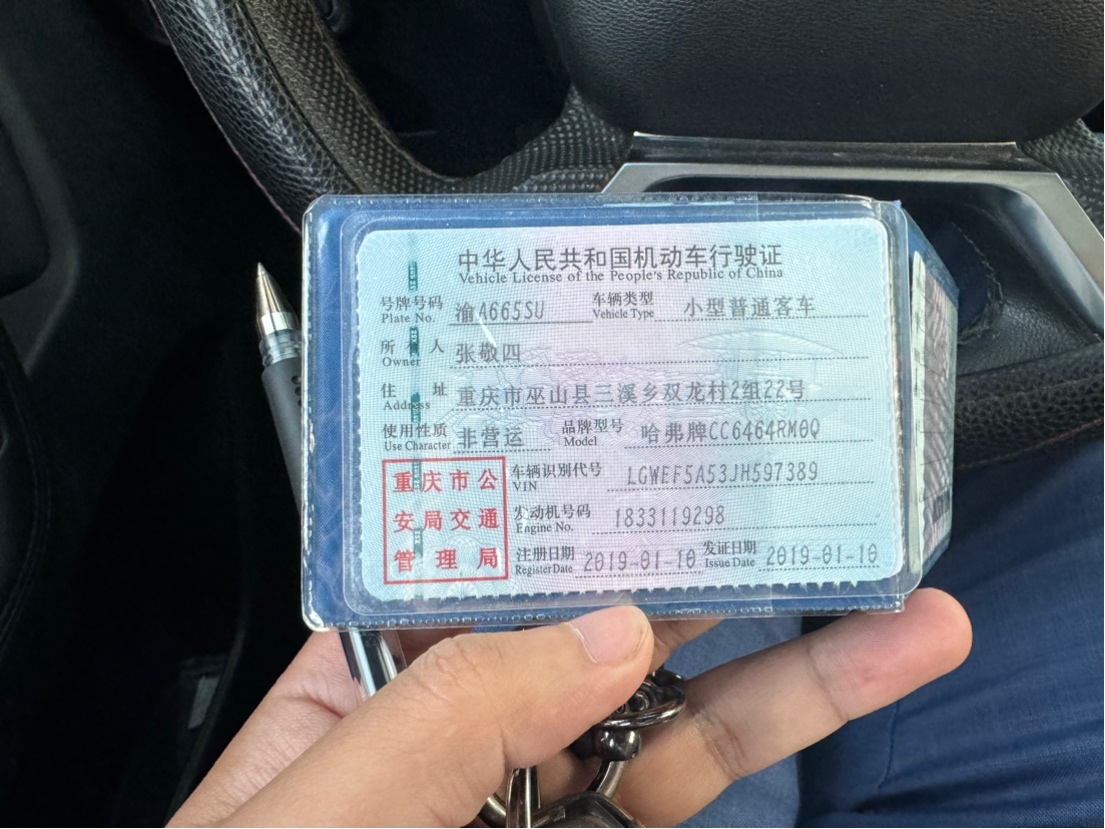 中华人民共和国机动车行驶证
Vehicle License of the People's Republic of China
号牌号码 渝A665SU 车辆类型 小型普通客车
Plate No. Vehicle Type
所有人 张敬四
Owner
住址 重庆市巫山县三溪乡双龙村2组22号
Address
使用性质 非营运 品牌型号 哈弗牌CC6464RM0Q
Use Character Model
车辆识别代号 LGWEF5A53JH597389
VIN
发动机号码 1833119298
Engine No.
注册日期 2019-01-10 发证日期 2019-01-10
Register Date Issue Date
重庆市公
安局交通
管理局